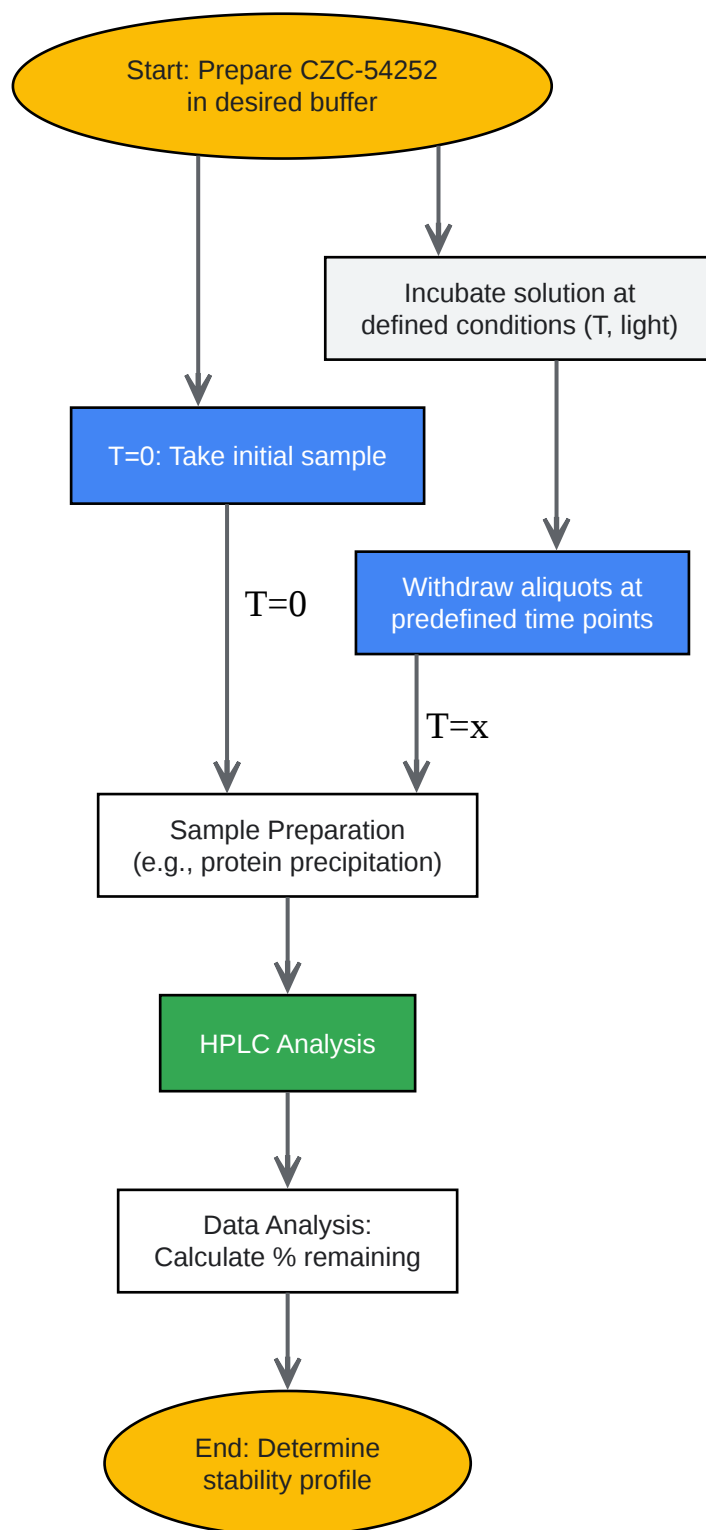 Start: Prepare CZC-54252
in desired buffer
Incubate solution at
defined conditions (T, light)
T=0: Take initial sample
Withdraw aliquots at
predefined time points
T=0
T=x
Sample Preparation
(e.g., protein precipitation)
HPLC Analysis
Data Analysis:
Calculate % remaining
End: Determine
stability profile